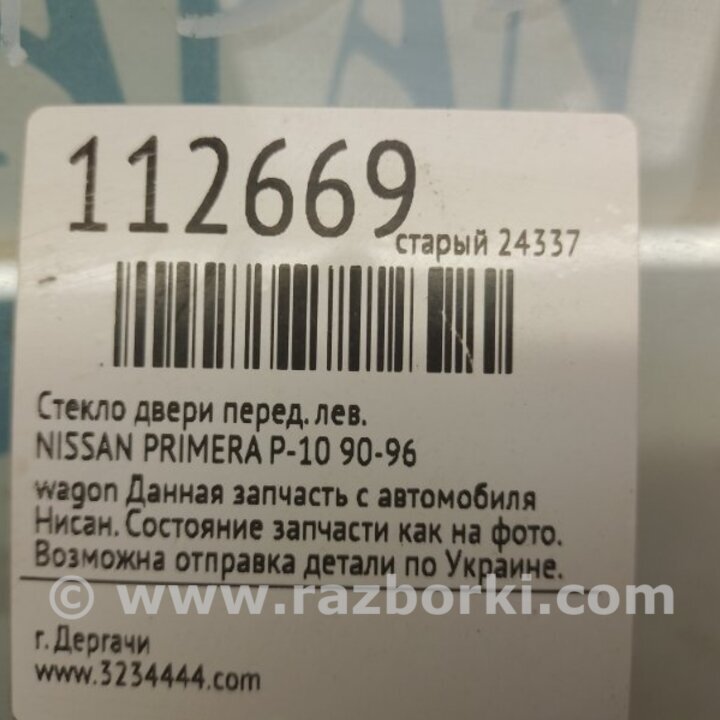 112669
старый 24337
Стекло двери перед. лев.
NISSAN PRIMERA P-10 90-96
wagon Данная запчасть с автомобиля
Нисан. Состояние запчасти как на фото.
Возможна отправка детали по Украине.
© www.razborki.com
г. Дергачи
www.3234444.com